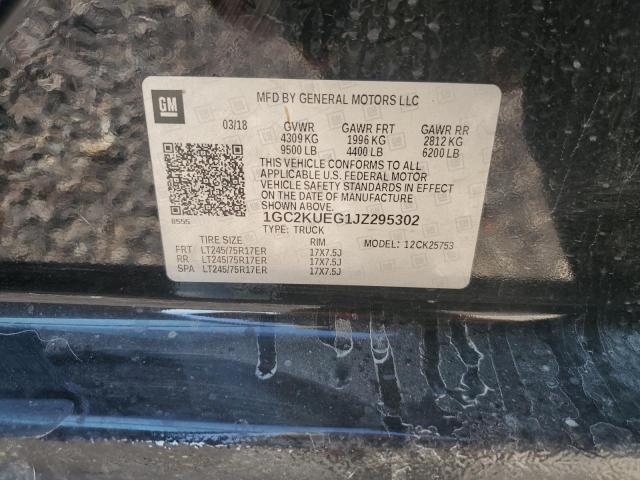 GM
MFD BY GENERAL MOTORS LLC
03/18 GVWR GAWR FRT GAWR RR
4309 KG 1996 KG 2812 KG
9500 LB 4400 LB 6200 LB
THIS VEHICLE CONFORMS TO ALL
APPLICABLE U.S. FEDERAL MOTOR
VEHICLE SAFETY STANDARDS IN EFFECT
ON THE DATE OF MANUFACTURE
SHOWN ABOVE.
8555 1GC2KUEG1JZ295302
TYPE: TRUCK
TIRE SIZE RIM MODEL: 12CK25753
FRT LT245/75R17ER 17X7.5J
RR LT245/75R17ER 17X7.5J
SPA LT245/75R17ER 17X7.5J